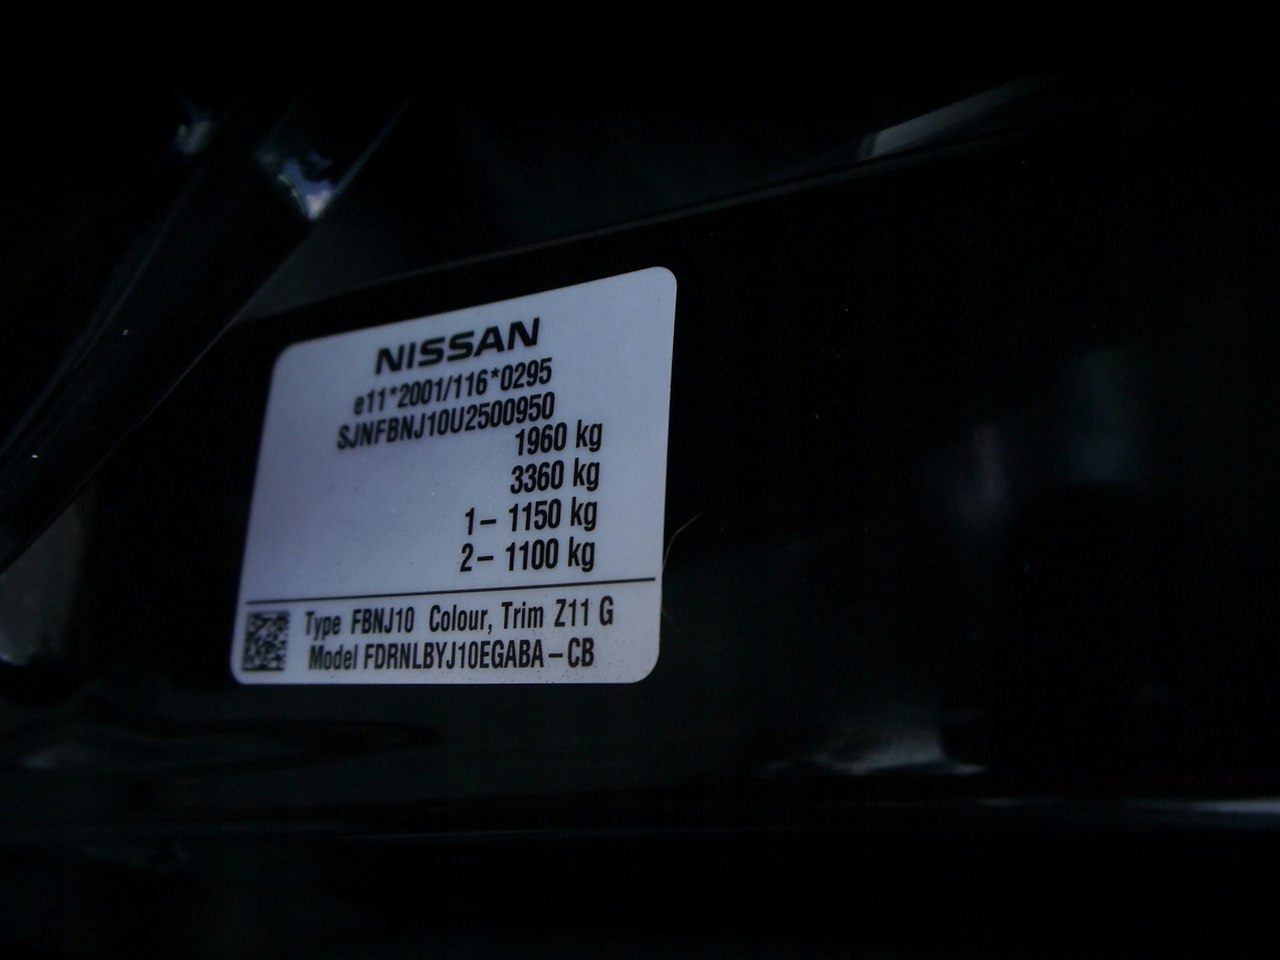 NISSAN
e11*2001/116*0295
SJNFBNJ10U2500950
1960 kg
3360 kg
1– 1150 kg
2– 1100 kg
Type FBNJ10 Colour, Trim Z11 G
Model FDRNLBYJ10EGABA – CB